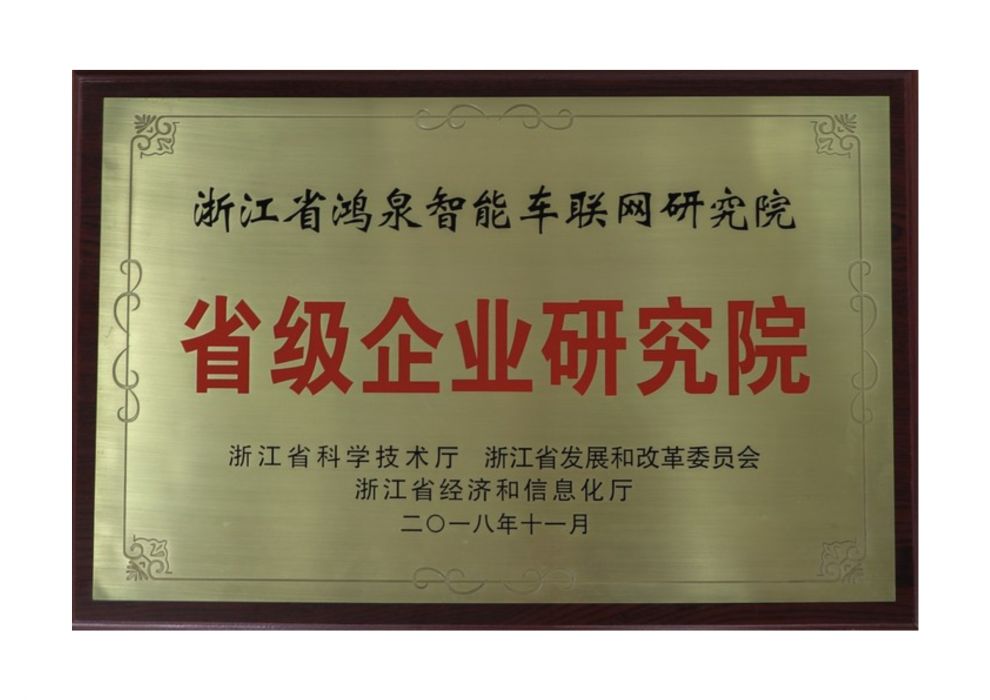 浙江省鸿泉智能车联网研究院
省级企业研究院
浙江省科学技术厅 浙江省发展和改革委员会
浙江省经济和信息化厅
二〇一八年十一月